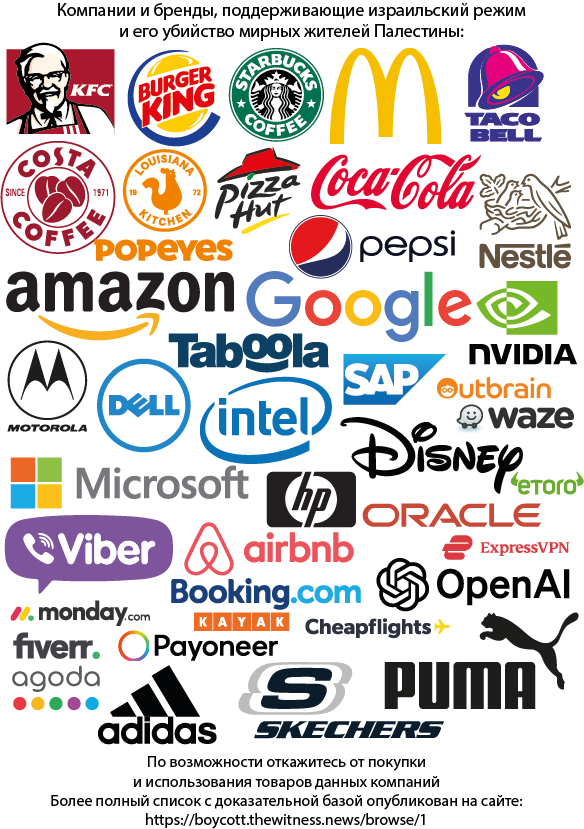 Компании и бренды, поддерживающие израильский режим
и его убийство мирных жителей Палестины:
KFC
BURGER
KING
STARBUCKS
COFFEE
TACO
BELL
COSTA
SINCE 1971
COFFEE
LOUISIANA
19 72
KITCHEN
POPEYES
Pizza
Hut
Coca-Cola
pepsi
Nestlé
amazon
Google
NVIDIA
MOTOROLA
DELL
Taboola
intel
SAP
Outbrain
waze
Disney
eToro
Microsoft
hp
ORACLE
Viber
airbnb
ExpressVPN
Booking.com
OpenAI
monday.com
KAYAK
Cheapflights
fiverr.
Payoneer
agoda
adidas
SKECHERS
PUMA
По возможности откажитесь от покупки
и использования товаров данных компаний
Более полный список с доказательной базой опубликован на сайте:
https://boycott.thewitness.news/browse/1